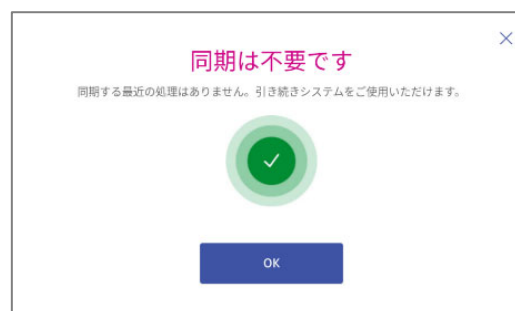 同期は不要です
同期する最近の処理はありません。引き続きシステムをご使用いただけます。
OK